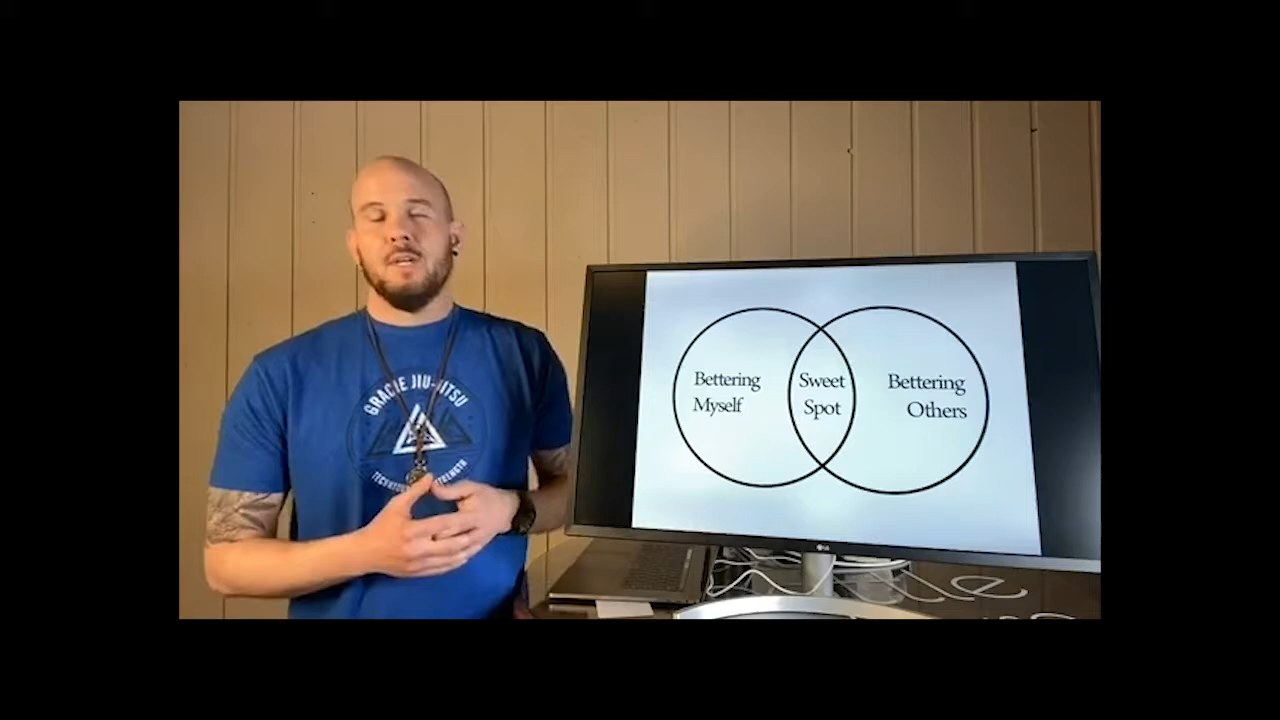 GRACIE JIU-JITSU
Bettering
Myself
Sweet
Spot
Bettering
Others
LG